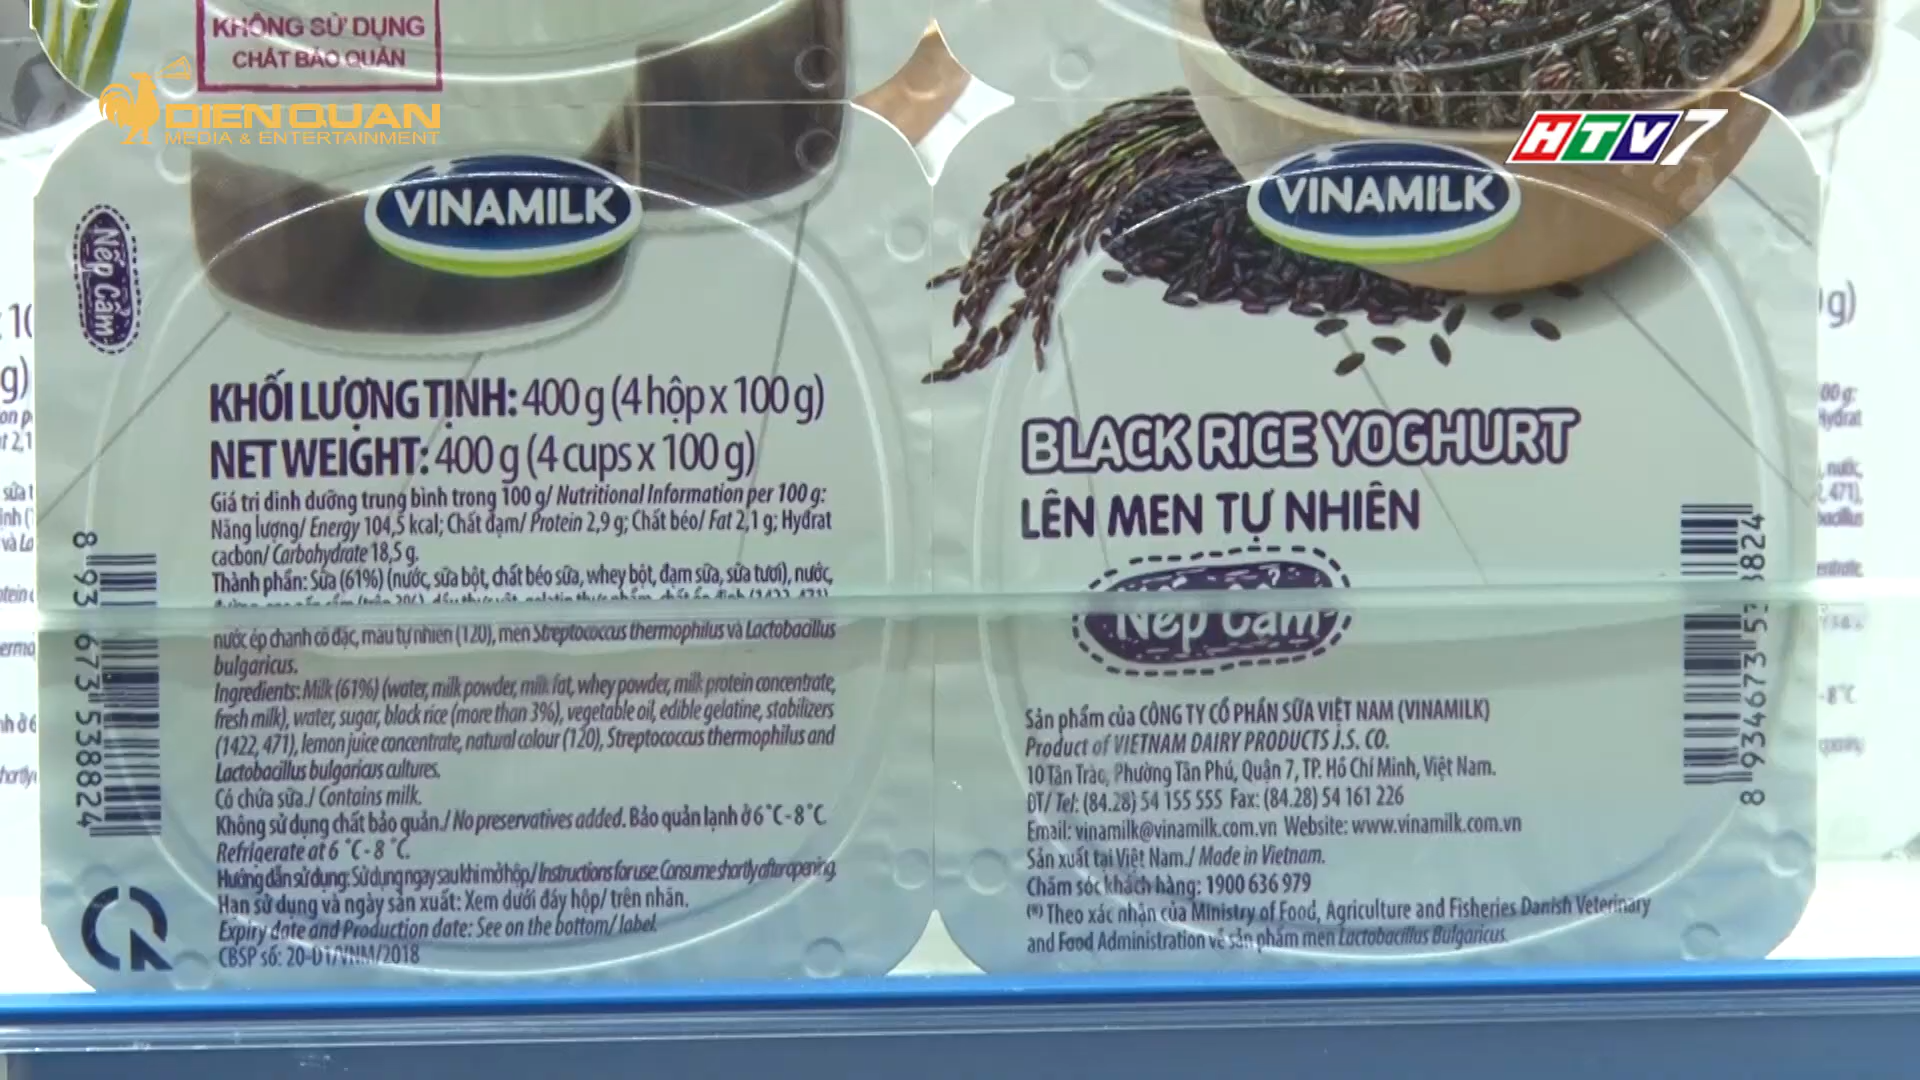 KHÔNG SỬ DỤNG
CHẤT BẢO QUẢN
DIEN QUAN
MEDIA & ENTERTAINMENT
HTV7
VINAMILK
Nếp Cẩm
KHỐI LƯỢNG TỊNH: 400 g (4 hộp x 100 g)
NET WEIGHT: 400 g (4 cups x 100 g)
Giá trị dinh dưỡng trung bình trong 100 g/ Nutritional Information per 100 g:
Năng lượng/ Energy 104,5 kcal; Chất đạm/ Protein 2,9 g; Chất béo/ Fat 2,1 g; Hydrat
cacbon/ Carbohydrate 18,5 g.
Thành phần: Sữa (61%) (nước, sữa bột, chất béo sữa, whey bột, đạm sữa, sữa tươi), nước,
nước ép chanh cô đặc, màu tự nhiên (120), men Streptococcus thermophilus và Lactobacillus
bulgaricus.
Ingredients: Milk (61%) (water, milk powder, milk fat, whey powder, milk protein concentrate,
fresh milk), water, sugar, black rice (more than 3%), vegetable oil, edible gelatine, stabilizers
(1422, 471), lemon juice concentrate, natural colour (120), Streptococcus thermophilus and
Lactobacillus bulgaricus cultures.
Có chứa sữa./ Contains milk.
Không sử dụng chất bảo quản./ No preservatives added. Bảo quản lạnh ở 6 °C - 8 °C.
Refrigerate at 6 °C - 8 °C.
Hướng dẫn sử dụng: Sử dụng ngay sau khi mở hộp./ Instructions for use: Consume shortly after opening.
Hạn sử dụng và ngày sản xuất: Xem dưới đáy hộp/ trên nhãn.
Expiry date and Production date: See on the bottom/ label.
CBSP số: 20-D1/VNM/2018
8 934673 538824
VINAMILK
BLACK RICE YOGHURT
LÊN MEN TỰ NHIÊN
Nếp Cẩm
Sản phẩm của CÔNG TY CỔ PHẦN SỮA VIỆT NAM (VINAMILK)
Product of VIETNAM DAIRY PRODUCTS J.S. CO.
10 Tân Trào, Phường Tân Phú, Quận 7, TP. Hồ Chí Minh, Việt Nam.
ĐT/ Tel: (84.28) 54 155 555 Fax: (84.28) 54 161 226
Email: vinamilk@vinamilk.com.vn Website: www.vinamilk.com.vn
Sản xuất tại Việt Nam./ Made in Vietnam.
Chăm sóc khách hàng: 1900 636 979
(*) Theo xác nhận của Ministry of Food, Agriculture and Fisheries Danish Veterinary
and Food Administration về sản phẩm men Lactobacillus Bulgaricus.